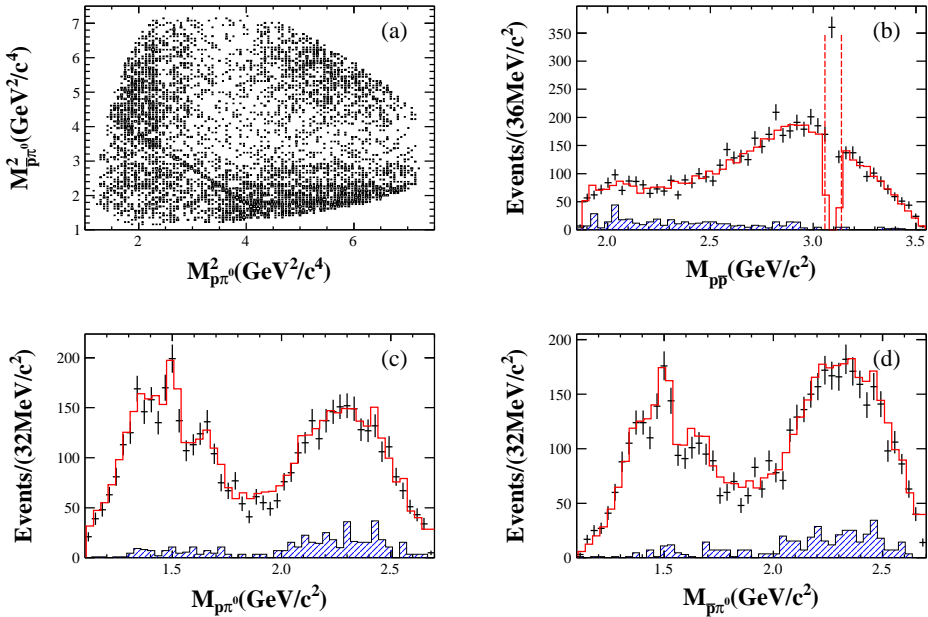 (a)
M²p̅π⁰(GeV²/c⁴)
7
6
5
4
3
2
1
2 4 6
M²pπ⁰(GeV²/c⁴)
(b)
Events/(36MeV/c²)
350
300
250
200
150
100
50
0
2.0 2.5 3.0 3.5
Mpp̅(GeV/c²)
(c)
Events/(32MeV/c²)
200
150
100
50
0
1.5 2.0 2.5
Mpπ⁰(GeV/c²)
(d)
Events/(32MeV/c²)
200
150
100
50
0
1.5 2.0 2.5
Mp̅π⁰(GeV/c²)